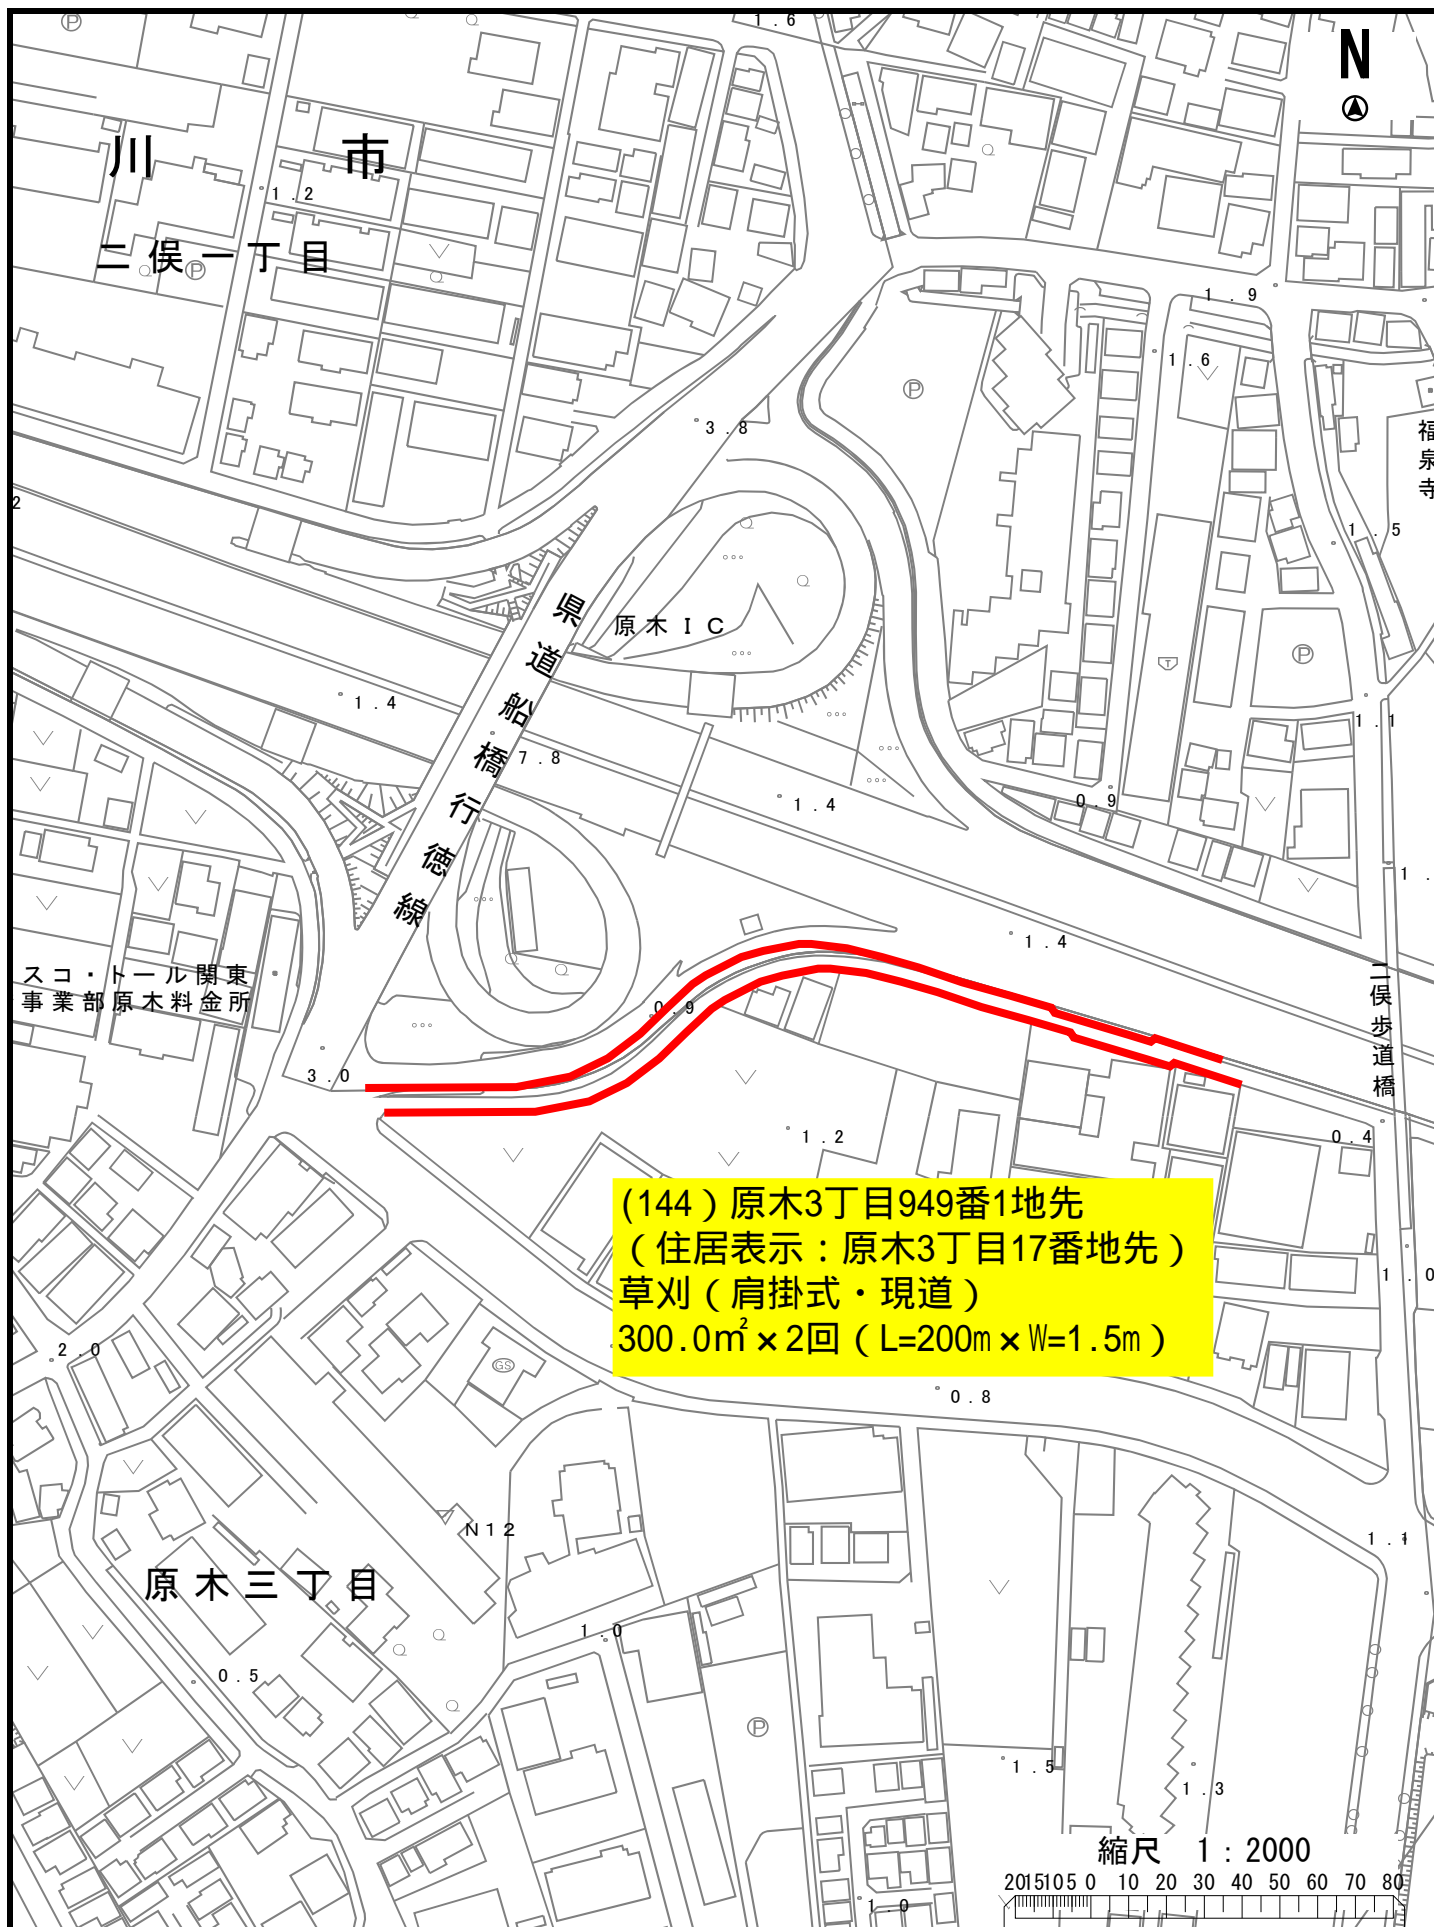 1.6
N
川 市
1.2
二俣一丁目
1.9
1.6
3.8
福泉寺
2
1.5
県道船橋行徳線
原木IC
1.4
1.1
7.8
1.4
0.9
1.
1.4
スコ・トール関東
事業部原木料金所
二俣歩道橋
0.9
3.0
1.2
0.4
(144)原木3丁目949番1地先
(住居表示:原木3丁目17番地先)
草刈(肩掛式・現道)
300.0㎡×2回(L=200m×W=1.5m)
1.0
2.0
GS
0.8
N12
1.1
原木三丁目
1.0
0.5
P
1.5
1.3
縮尺 1:2000
20 15 10 5 0 10 20 30 40 50 60 70 80
1.0